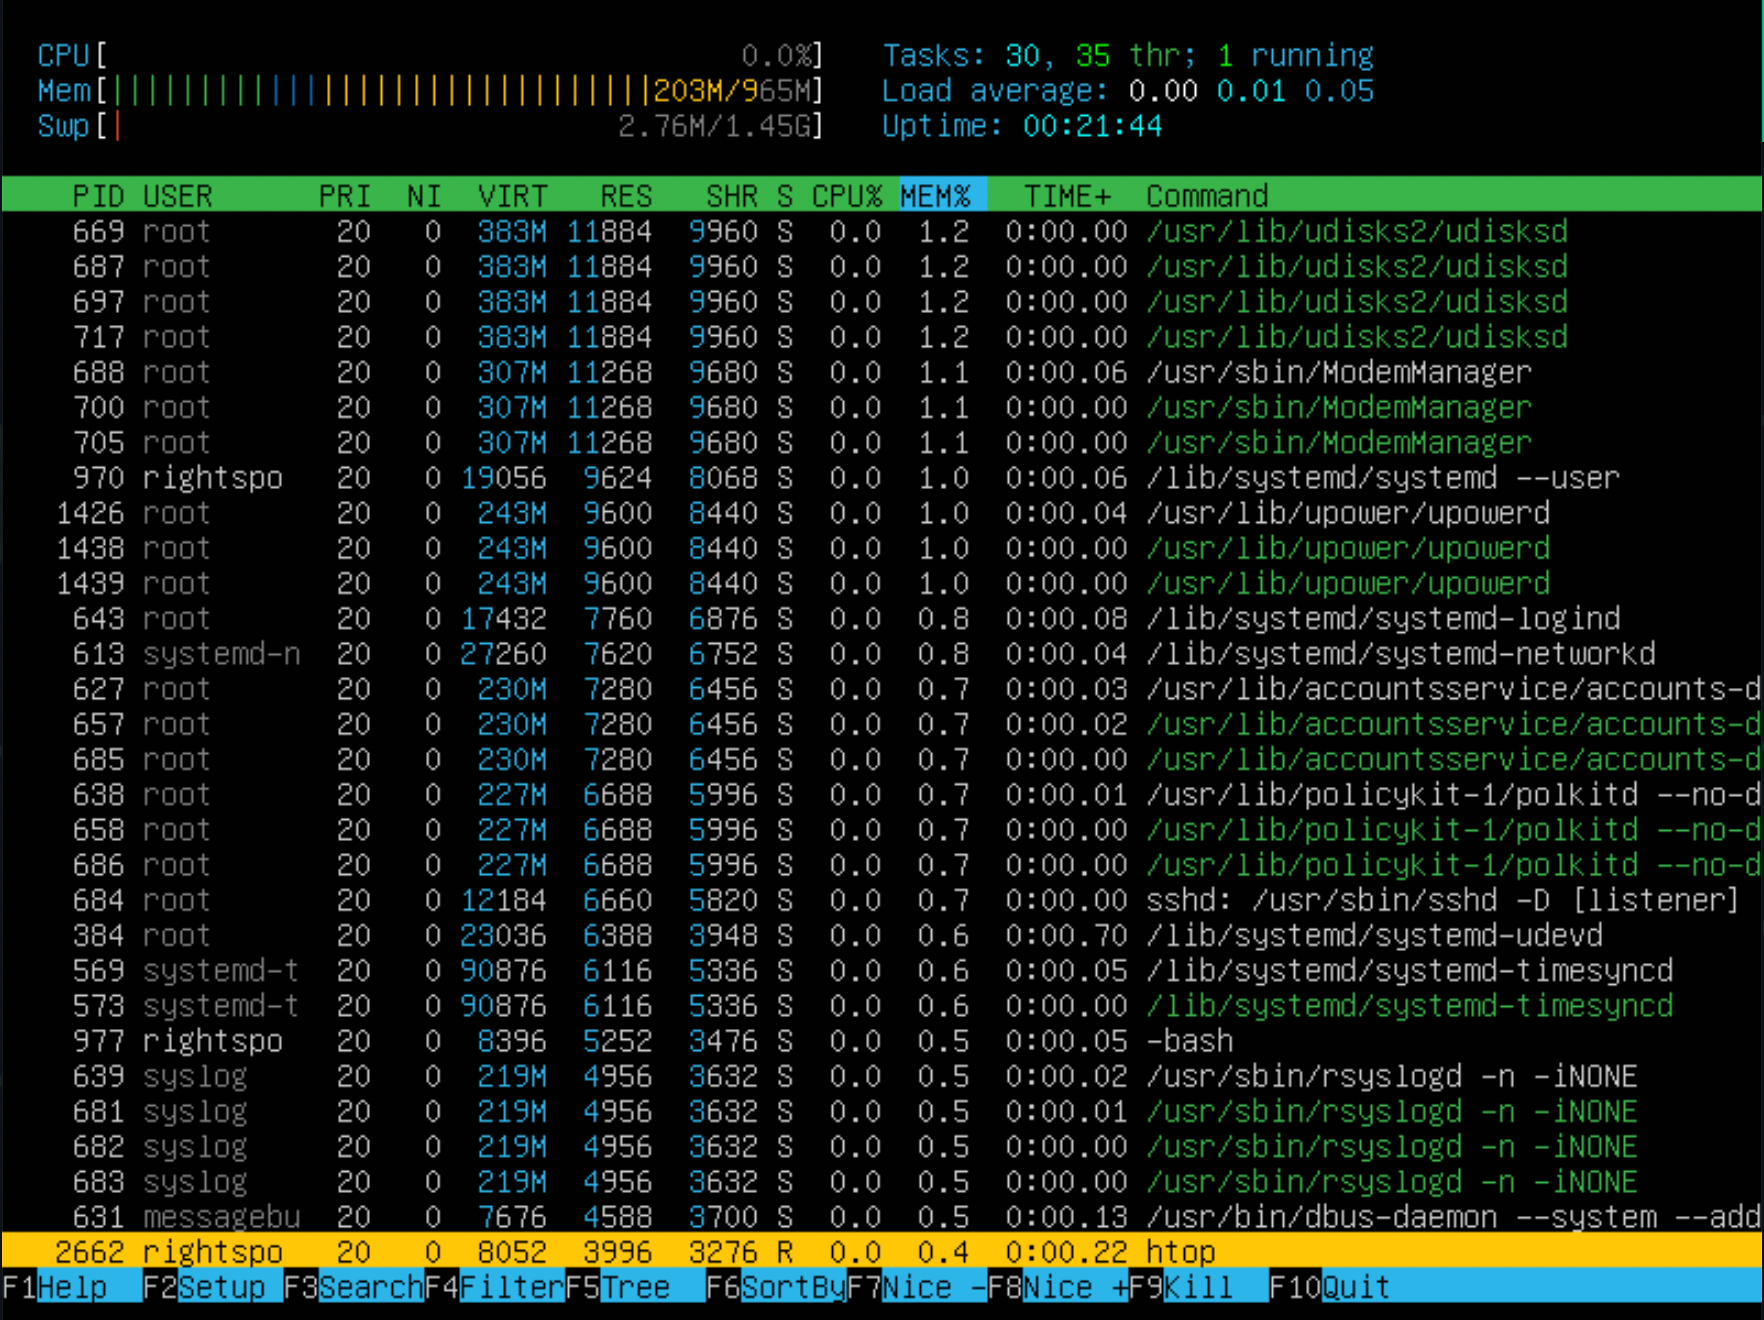 CPU[ 0.0%] Tasks: 30, 35 thr; 1 running
Mem[||||||||||||||||||||||||||||||||203M/965M] Load average: 0.00 0.01 0.05
Swp[| 2.76M/1.45G] Uptime: 00:21:44
PID USER PRI NI VIRT RES SHR S CPU% MEM% TIME+ Command
669 root 20 0 383M 11884 9960 S 0.0 1.2 0:00.00 /usr/lib/udisks2/udisksd
687 root 20 0 383M 11884 9960 S 0.0 1.2 0:00.00 /usr/lib/udisks2/udisksd
697 root 20 0 383M 11884 9960 S 0.0 1.2 0:00.00 /usr/lib/udisks2/udisksd
717 root 20 0 383M 11884 9960 S 0.0 1.2 0:00.00 /usr/lib/udisks2/udisksd
688 root 20 0 307M 11268 9680 S 0.0 1.1 0:00.06 /usr/sbin/ModemManager
700 root 20 0 307M 11268 9680 S 0.0 1.1 0:00.00 /usr/sbin/ModemManager
705 root 20 0 307M 11268 9680 S 0.0 1.1 0:00.00 /usr/sbin/ModemManager
970 rightspo 20 0 19056 9624 8068 S 0.0 1.0 0:00.06 /lib/systemd/systemd --user
1426 root 20 0 243M 9600 8440 S 0.0 1.0 0:00.04 /usr/lib/upower/upowerd
1438 root 20 0 243M 9600 8440 S 0.0 1.0 0:00.00 /usr/lib/upower/upowerd
1439 root 20 0 243M 9600 8440 S 0.0 1.0 0:00.00 /usr/lib/upower/upowerd
643 root 20 0 17432 7760 6876 S 0.0 0.8 0:00.08 /lib/systemd/systemd-logind
613 systemd-n 20 0 27260 7620 6752 S 0.0 0.8 0:00.04 /lib/systemd/systemd-networkd
627 root 20 0 230M 7280 6456 S 0.0 0.7 0:00.03 /usr/lib/accountsservice/accounts-d
657 root 20 0 230M 7280 6456 S 0.0 0.7 0:00.02 /usr/lib/accountsservice/accounts-d
685 root 20 0 230M 7280 6456 S 0.0 0.7 0:00.00 /usr/lib/accountsservice/accounts-d
638 root 20 0 227M 6688 5996 S 0.0 0.7 0:00.01 /usr/lib/policykit-1/polkitd --no-d
658 root 20 0 227M 6688 5996 S 0.0 0.7 0:00.00 /usr/lib/policykit-1/polkitd --no-d
686 root 20 0 227M 6688 5996 S 0.0 0.7 0:00.00 /usr/lib/policykit-1/polkitd --no-d
684 root 20 0 12184 6660 5820 S 0.0 0.7 0:00.00 sshd: /usr/sbin/sshd -D [listener]
384 root 20 0 23036 6388 3948 S 0.0 0.6 0:00.70 /lib/systemd/systemd-udevd
569 systemd-t 20 0 90876 6116 5336 S 0.0 0.6 0:00.05 /lib/systemd/systemd-timesyncd
573 systemd-t 20 0 90876 6116 5336 S 0.0 0.6 0:00.00 /lib/systemd/systemd-timesyncd
977 rightspo 20 0 8396 5252 3476 S 0.0 0.5 0:00.05 -bash
639 syslog 20 0 219M 4956 3632 S 0.0 0.5 0:00.02 /usr/sbin/rsyslogd -n -iNONE
681 syslog 20 0 219M 4956 3632 S 0.0 0.5 0:00.01 /usr/sbin/rsyslogd -n -iNONE
682 syslog 20 0 219M 4956 3632 S 0.0 0.5 0:00.00 /usr/sbin/rsyslogd -n -iNONE
683 syslog 20 0 219M 4956 3632 S 0.0 0.5 0:00.00 /usr/sbin/rsyslogd -n -iNONE
631 messagebu 20 0 7676 4588 3700 S 0.0 0.5 0:00.13 /usr/bin/dbus-daemon --system --add
2662 rightspo 20 0 8052 3996 3276 R 0.0 0.4 0:00.22 htop
F1Help F2Setup F3SearchF4FilterF5Tree F6SortByF7Nice -F8Nice +F9Kill F10Quit